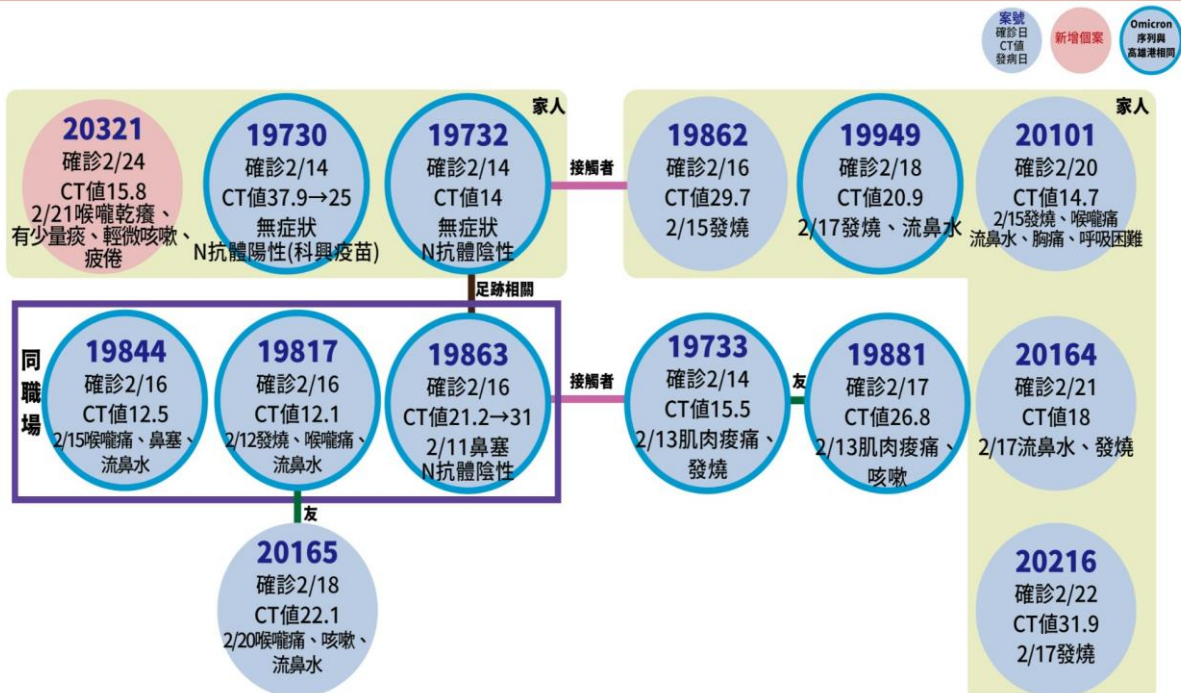 案號
確診日
CT值
發病日
新增個案
Omicron
序列與
高雄港相同
家人
20321
確診2/24
CT值15.8
2/21喉嚨乾癢、
有少量痰、輕微咳嗽、
疲倦
19730
確診2/14
CT值37.9→25
無症狀
N抗體陽性(科興疫苗)
19732
確診2/14
CT值14
無症狀
N抗體陰性
接觸者
家人
19862
確診2/16
CT值29.7
2/15發燒
19949
確診2/18
CT值20.9
2/17發燒、流鼻水
20101
確診2/20
CT值14.7
2/15發燒、喉嚨痛
流鼻水、胸痛、呼吸困難
足跡相關
同職場
19844
確診2/16
CT值12.5
2/15喉嚨痛、鼻塞、
流鼻水
19817
確診2/16
CT值12.1
2/12發燒、喉嚨痛、
流鼻水
19863
確診2/16
CT值21.2→31
2/11鼻塞
N抗體陰性
接觸者
19733
確診2/14
CT值15.5
2/13肌肉痠痛、
發燒
友
19881
確診2/17
CT值26.8
2/13肌肉痠痛、
咳嗽
20164
確診2/21
CT值18
2/17流鼻水、發燒
友
20165
確診2/18
CT值22.1
2/20喉嚨痛、咳嗽、
流鼻水
20216
確診2/22
CT值31.9
2/17發燒